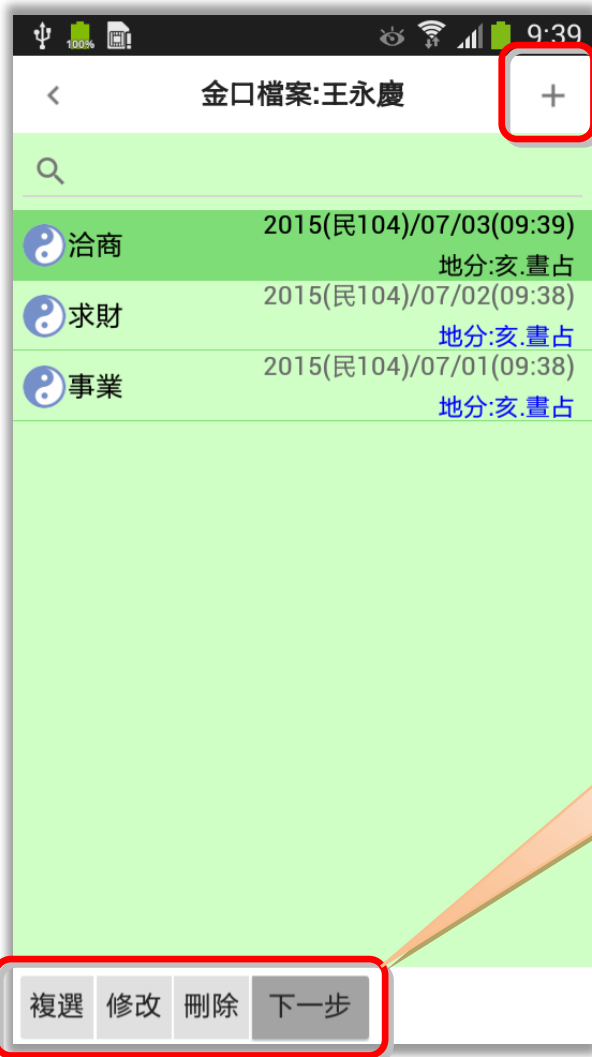 100%
9:39
金口檔案:王永慶
洽商
2015(民104)/07/03(09:39)
地分:亥.晝占
求財
2015(民104)/07/02(09:38)
地分:亥.晝占
事業
2015(民104)/07/01(09:38)
地分:亥.晝占
複選 修改 刪除 下一步